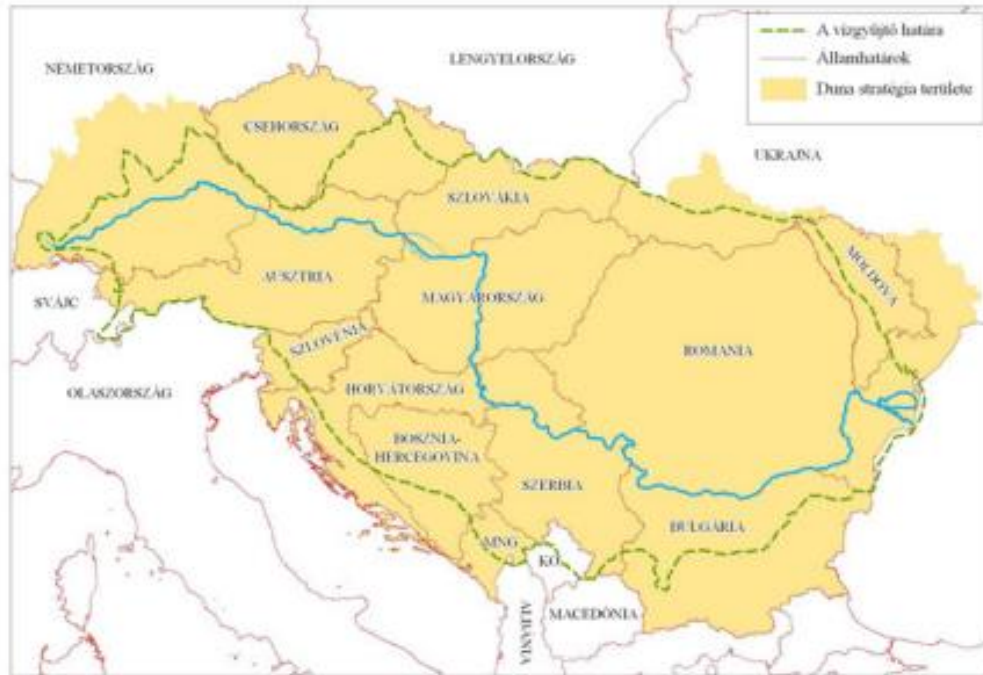 A vízgyűjtő határa
Államhatárok
Duna stratégia területe
NÉMETORSZÁG
LENGYELORSZÁG
CSEHORSZÁG
UKRAJNA
SZLOVÁKIA
MOLDOVA
AUSZTRIA
SVÁJC
MAGYARORSZÁG
SZLOVÉNIA
ROMANIA
OLASZORSZÁG
HORVÁTORSZÁG
BOSZNIA-
HERCEGOVINA
SZERBIA
BULGÁRIA
MNG
KO
MACEDÓNIA
ALBÁNIA